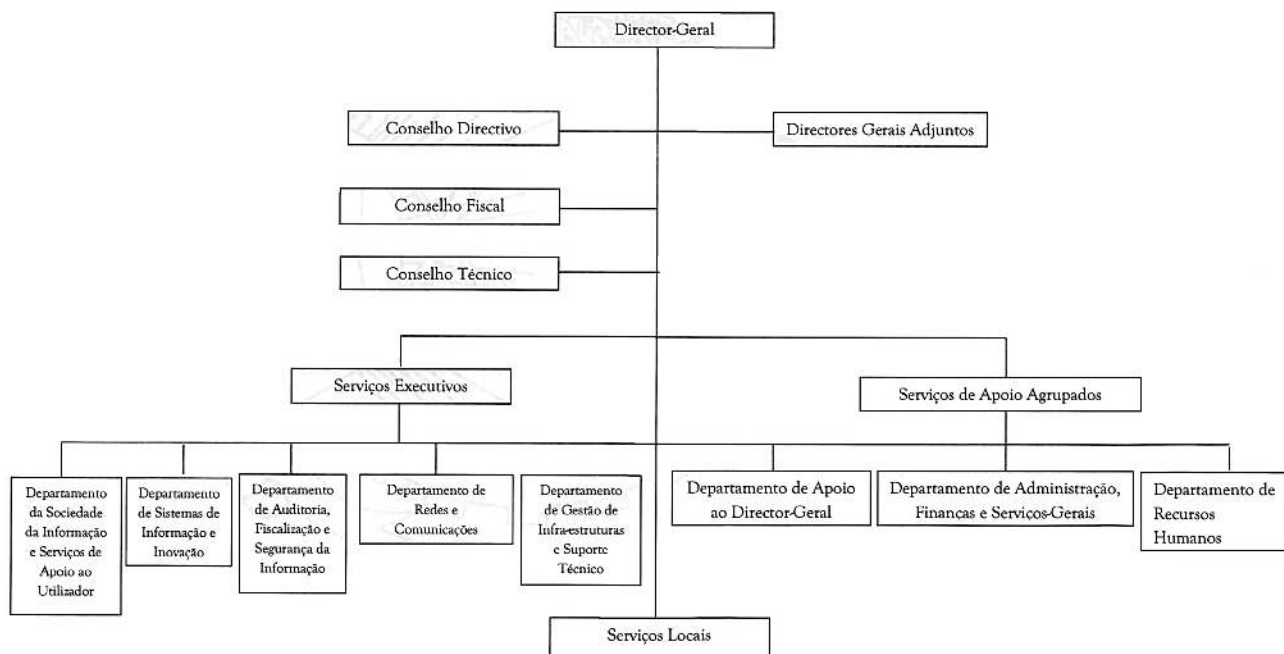 Director-Geral
Conselho Directivo
Directores Gerais Adjuntos
Conselho Fiscal
Conselho Técnico
Serviços Executivos
Serviços de Apoio Agrupados
Departamento
da Sociedade
da Informação
e Serviços de
Apoio ao
Utilizador
Departamento
de Sistemas de
Informação e
Inovação
Departamento
de Auditoria,
Fiscalização e
Segurança da
Informação
Departamento de
Redes e
Comunicações
Departamento
de Gestão de
Infra-estruturas
e Suporte
Técnico
Departamento de Apoio
ao Director-Geral
Departamento de Administração,
Finanças e Serviços-Gerais
Departamento de
Recursos
Humanos
Serviços Locais